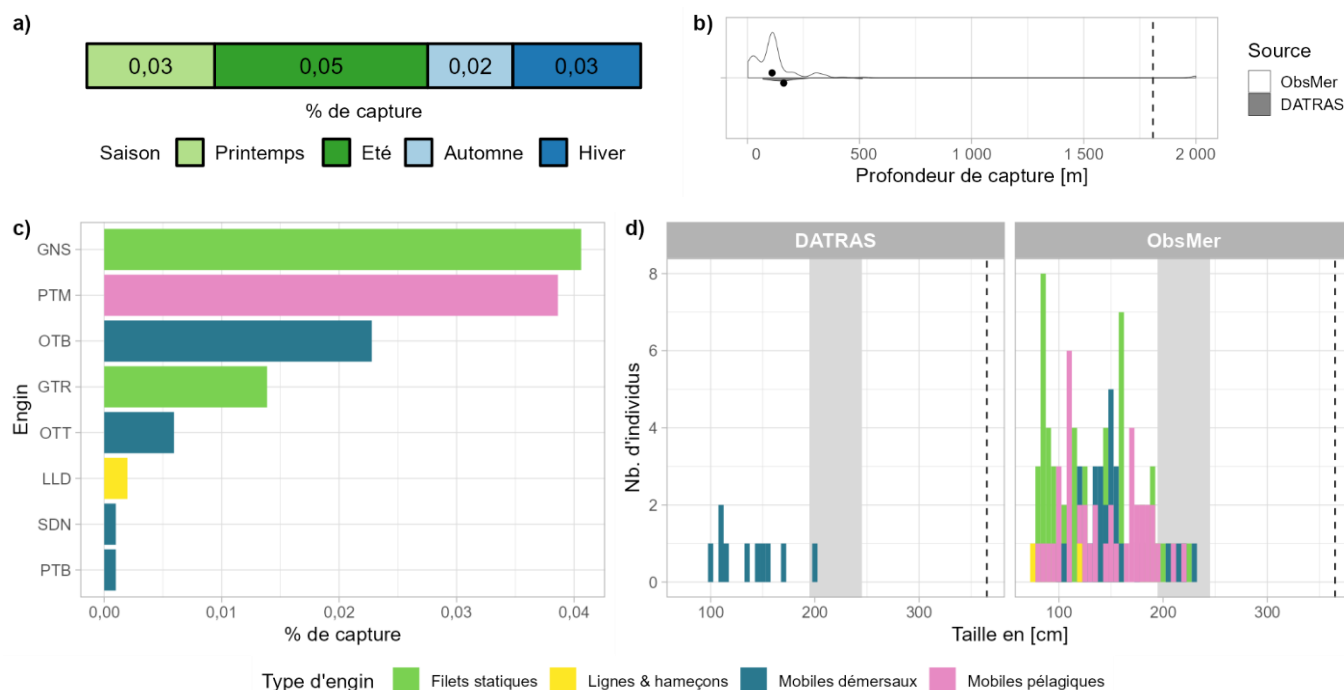 a)
0,03 0,05 0,02 0,03
% de capture
Saison Printemps Eté Automne Hiver
b)
0 500 1 000 1 500 2 000
Profondeur de capture [m]
Source
ObsMer
DATRAS
c)
Engin
GNS
PTM
OTB
GTR
OTT
LLD
SDN
PTB
0,00 0,01 0,02 0,03 0,04
% de capture
d)
DATRAS ObsMer
Nb. d'individus
8
6
4
2
0
100 200 300 100 200 300
Taille en [cm]
Type d'engin Filets statiques Lignes & hameçons Mobiles démersaux Mobiles pélagiques